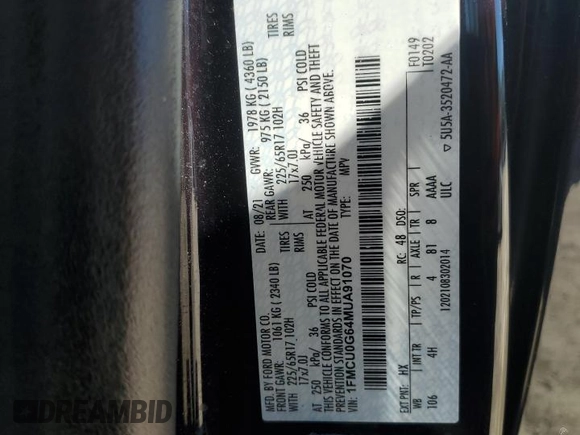 MFD. BY FORD MOTOR CO.
DATE: 08/21 GVWR: 1978 KG ( 4360 LB)
FRONT GAWR: 1061 KG ( 2340 LB) REAR GAWR: 975 KG ( 2150 LB)
225/65R17 102H WITH 225/65R17 102H TIRES
17x7.0J 17x7.0J RIMS
AT 250 kPa/ 36 PSI COLD AT 250 kPa/ 36 PSI COLD
THIS VEHICLE CONFORMS TO ALL APPLICABLE FEDERAL MOTOR VEHICLE SAFETY AND THEFT
PREVENTION STANDARDS IN EFFECT ON THE DATE OF MANUFACTURE SHOWN ABOVE.
VIN: 1FMCU0G64MUA91070 TYPE: MPV
F0149
T0202
EXT PNT: HX RC: 48 DSO:
WB INT TR TP/PS R AXLE TR SPR
106 4H 4 81 8 AAAA
1202108302014 ULC
▽ 5U5A-3520472-AA
TIRES
RIMS
AUTOBIDMASTER